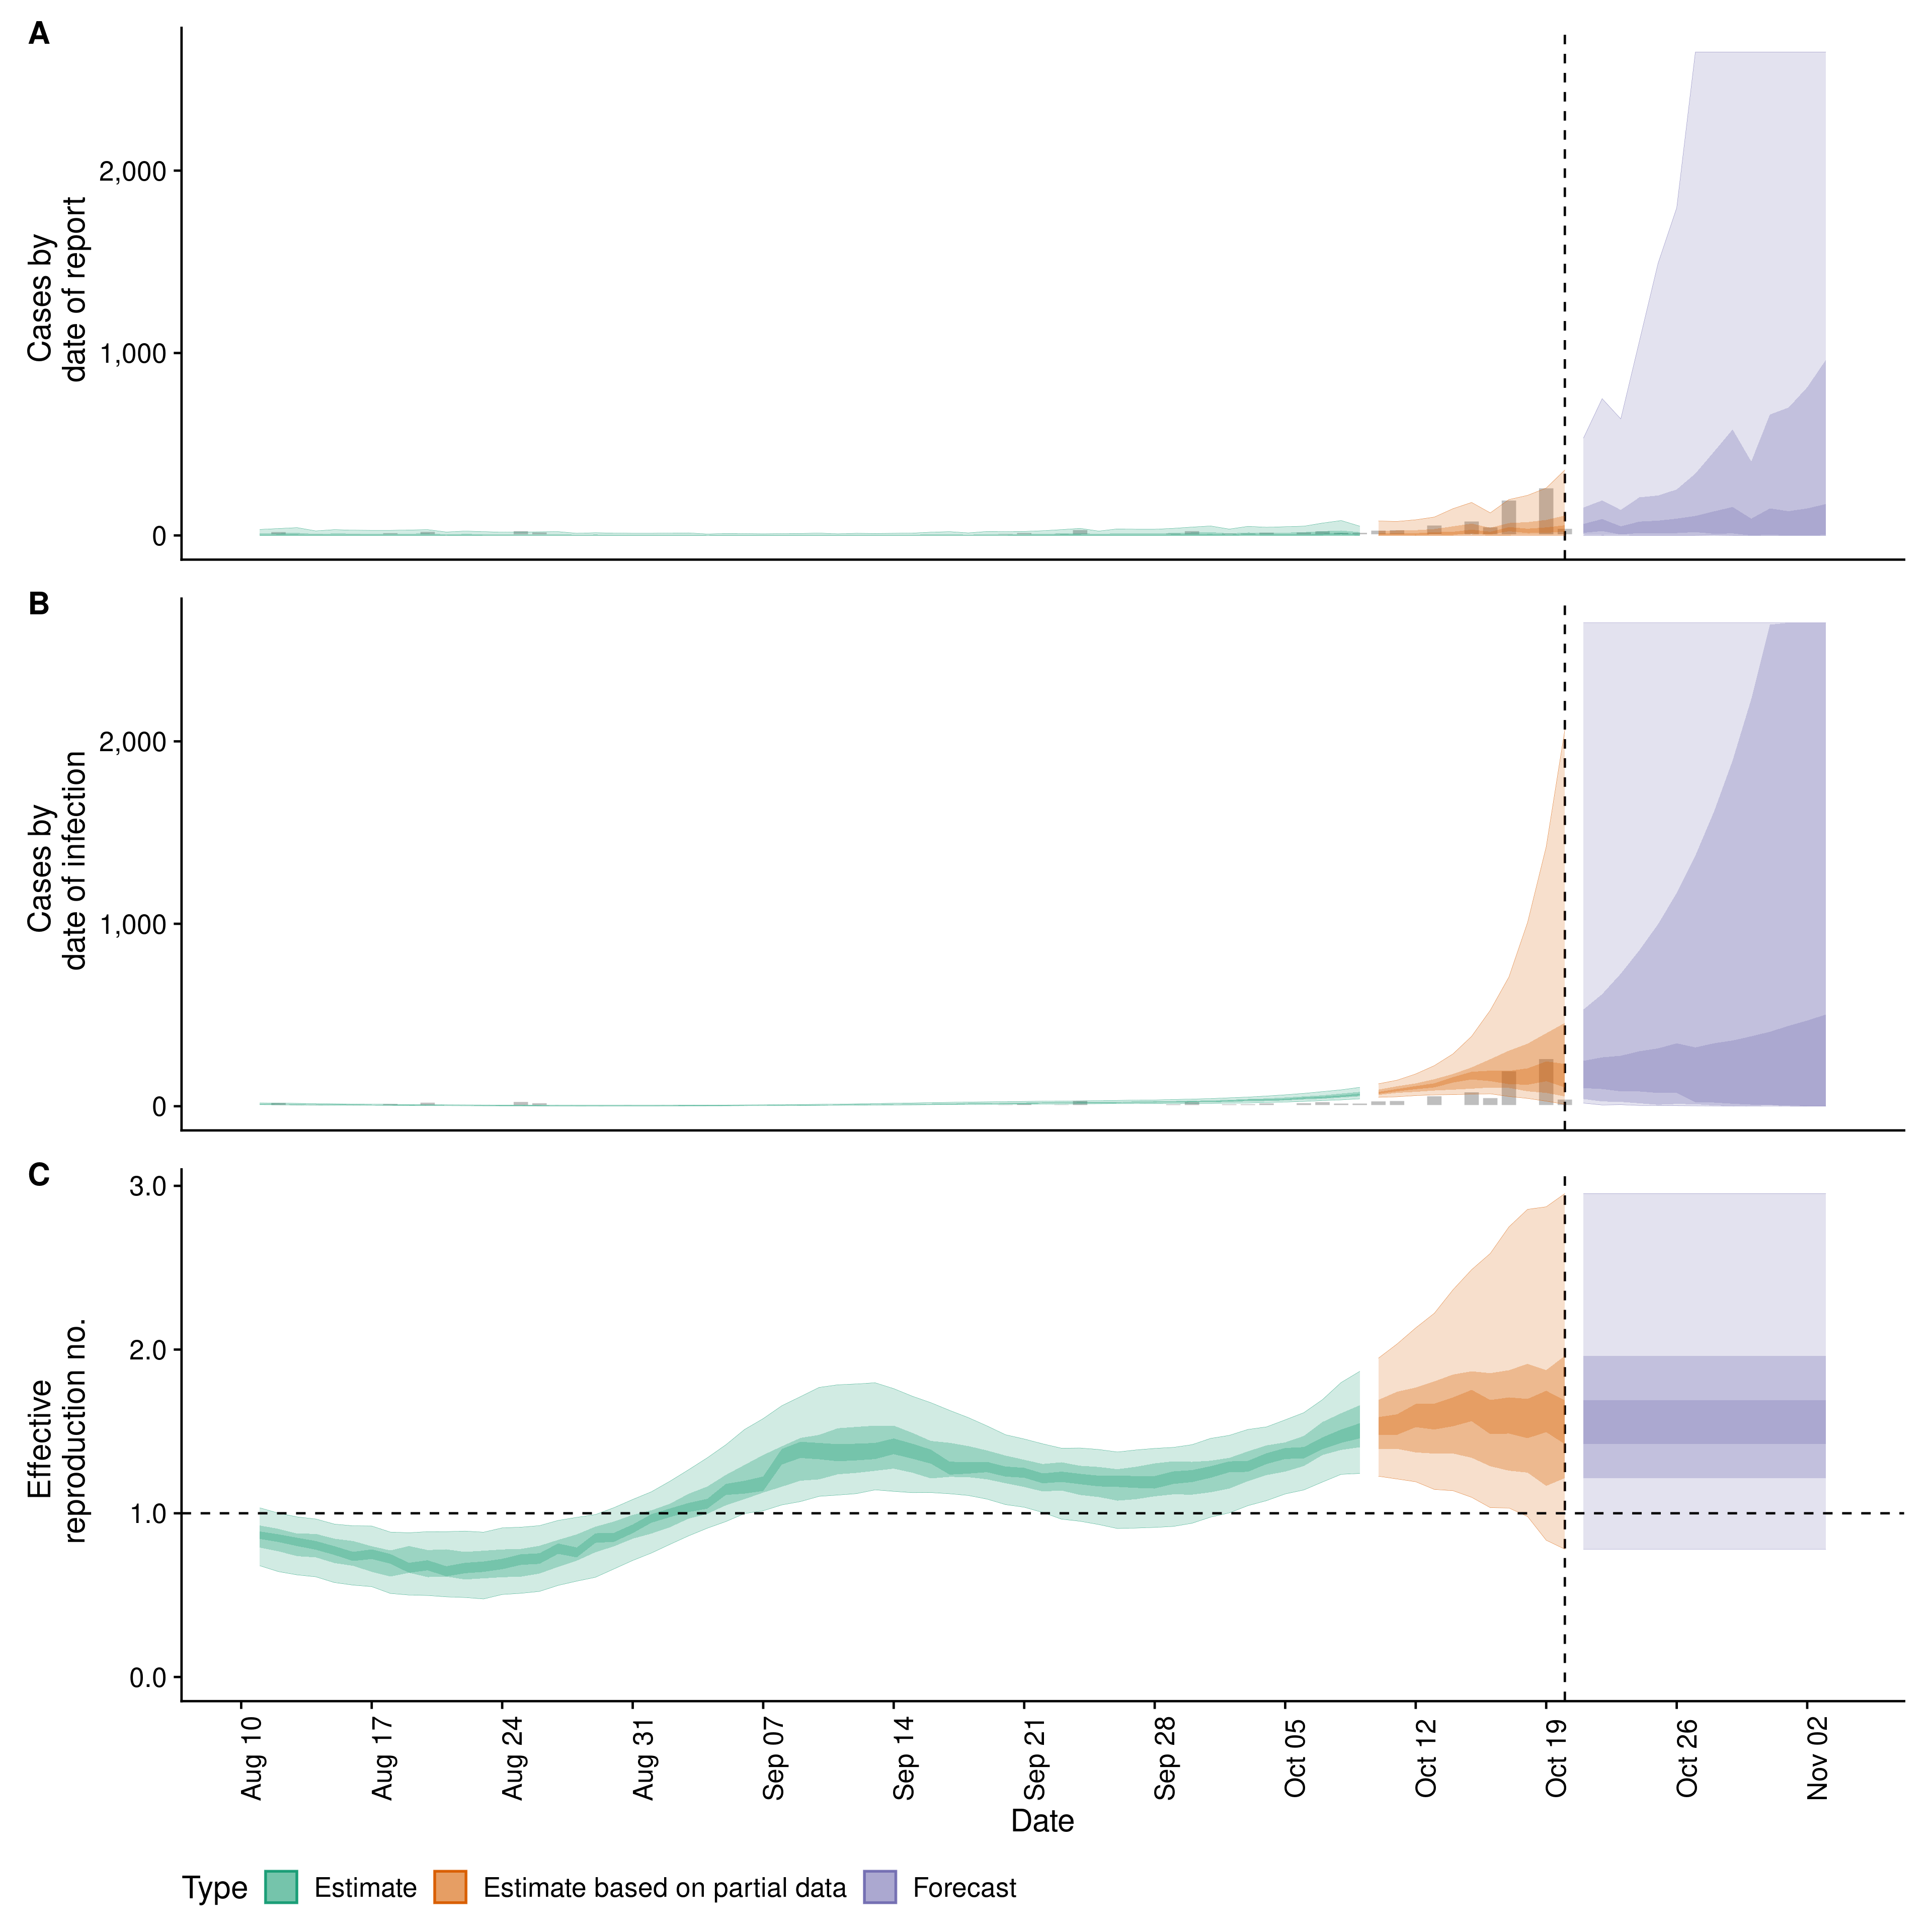 A
Cases by
date of report
2,000
1,000
0
B
Cases by
date of infection
2,000
1,000
0
C
Effective
reproduction no.
3.0
2.0
1.0
0.0
Aug 10
Aug 17
Aug 24
Aug 31
Sep 07
Sep 14
Sep 21
Sep 28
Oct 05
Oct 12
Oct 19
Oct 26
Nov 02
Date
Type Estimate Estimate based on partial data Forecast